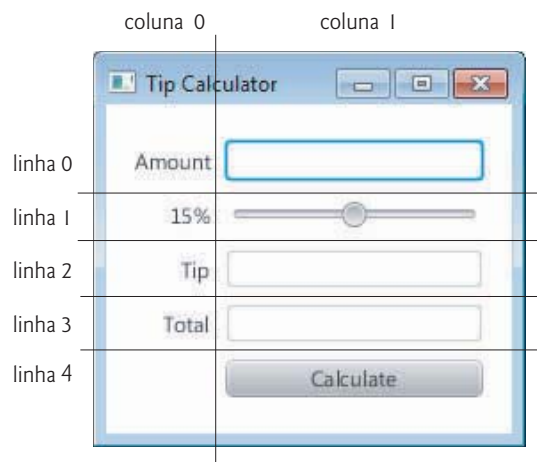 coluna 0 coluna 1
Tip Calculator
linha 0 Amount
linha 1 15%
linha 2 Tip
linha 3 Total
linha 4 Calculate